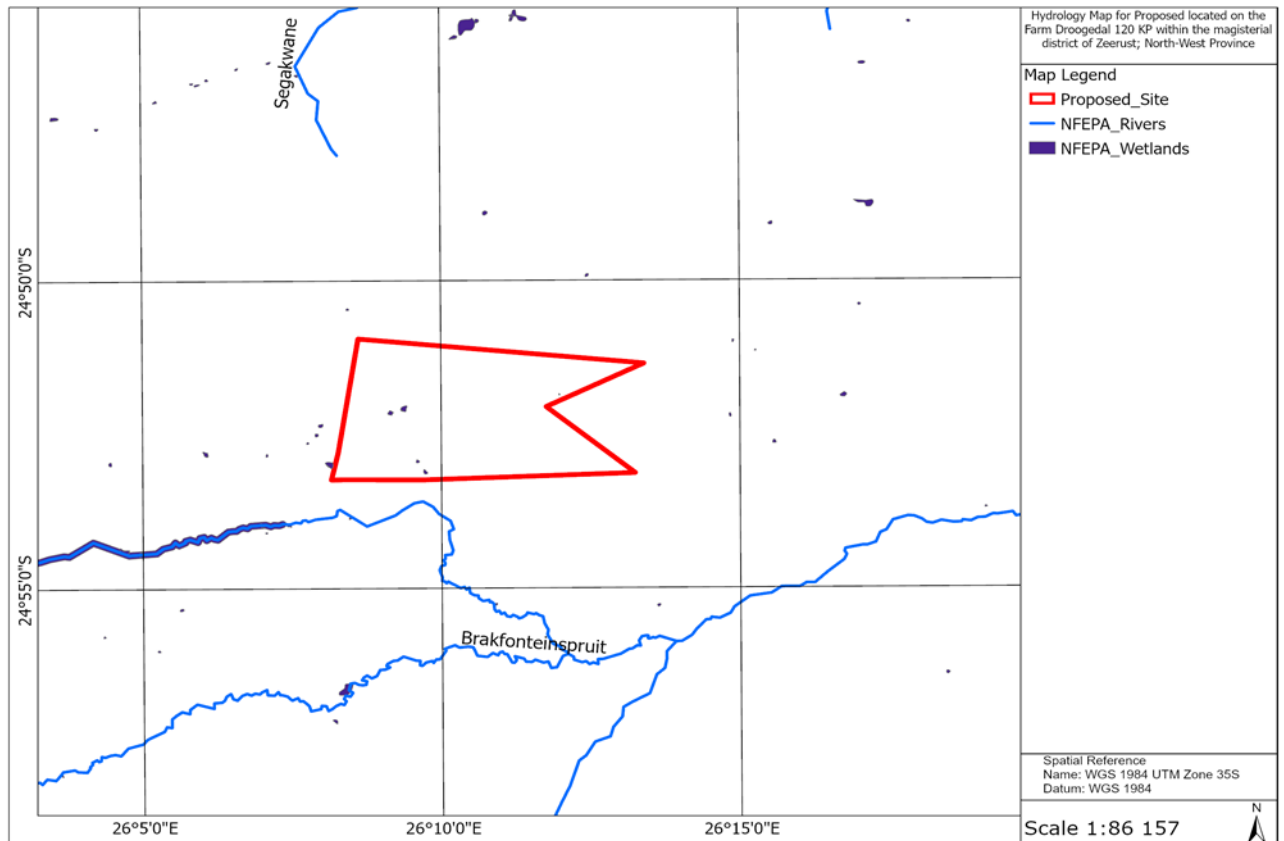 Hydrology Map for Proposed located on the
Farm Droogedal 120 KP within the magisterial
district of Zeerust; North-West Province
Map Legend
Proposed_Site
NFEPA_Rivers
NFEPA_Wetlands
Segakwane
24°50'0"S
24°55'0"S
Brakfonteinspruit
26°5'0"E
26°10'0"E
26°15'0"E
Spatial Reference
Name: WGS 1984 UTM Zone 35S
Datum: WGS 1984
Scale 1:86 157
N